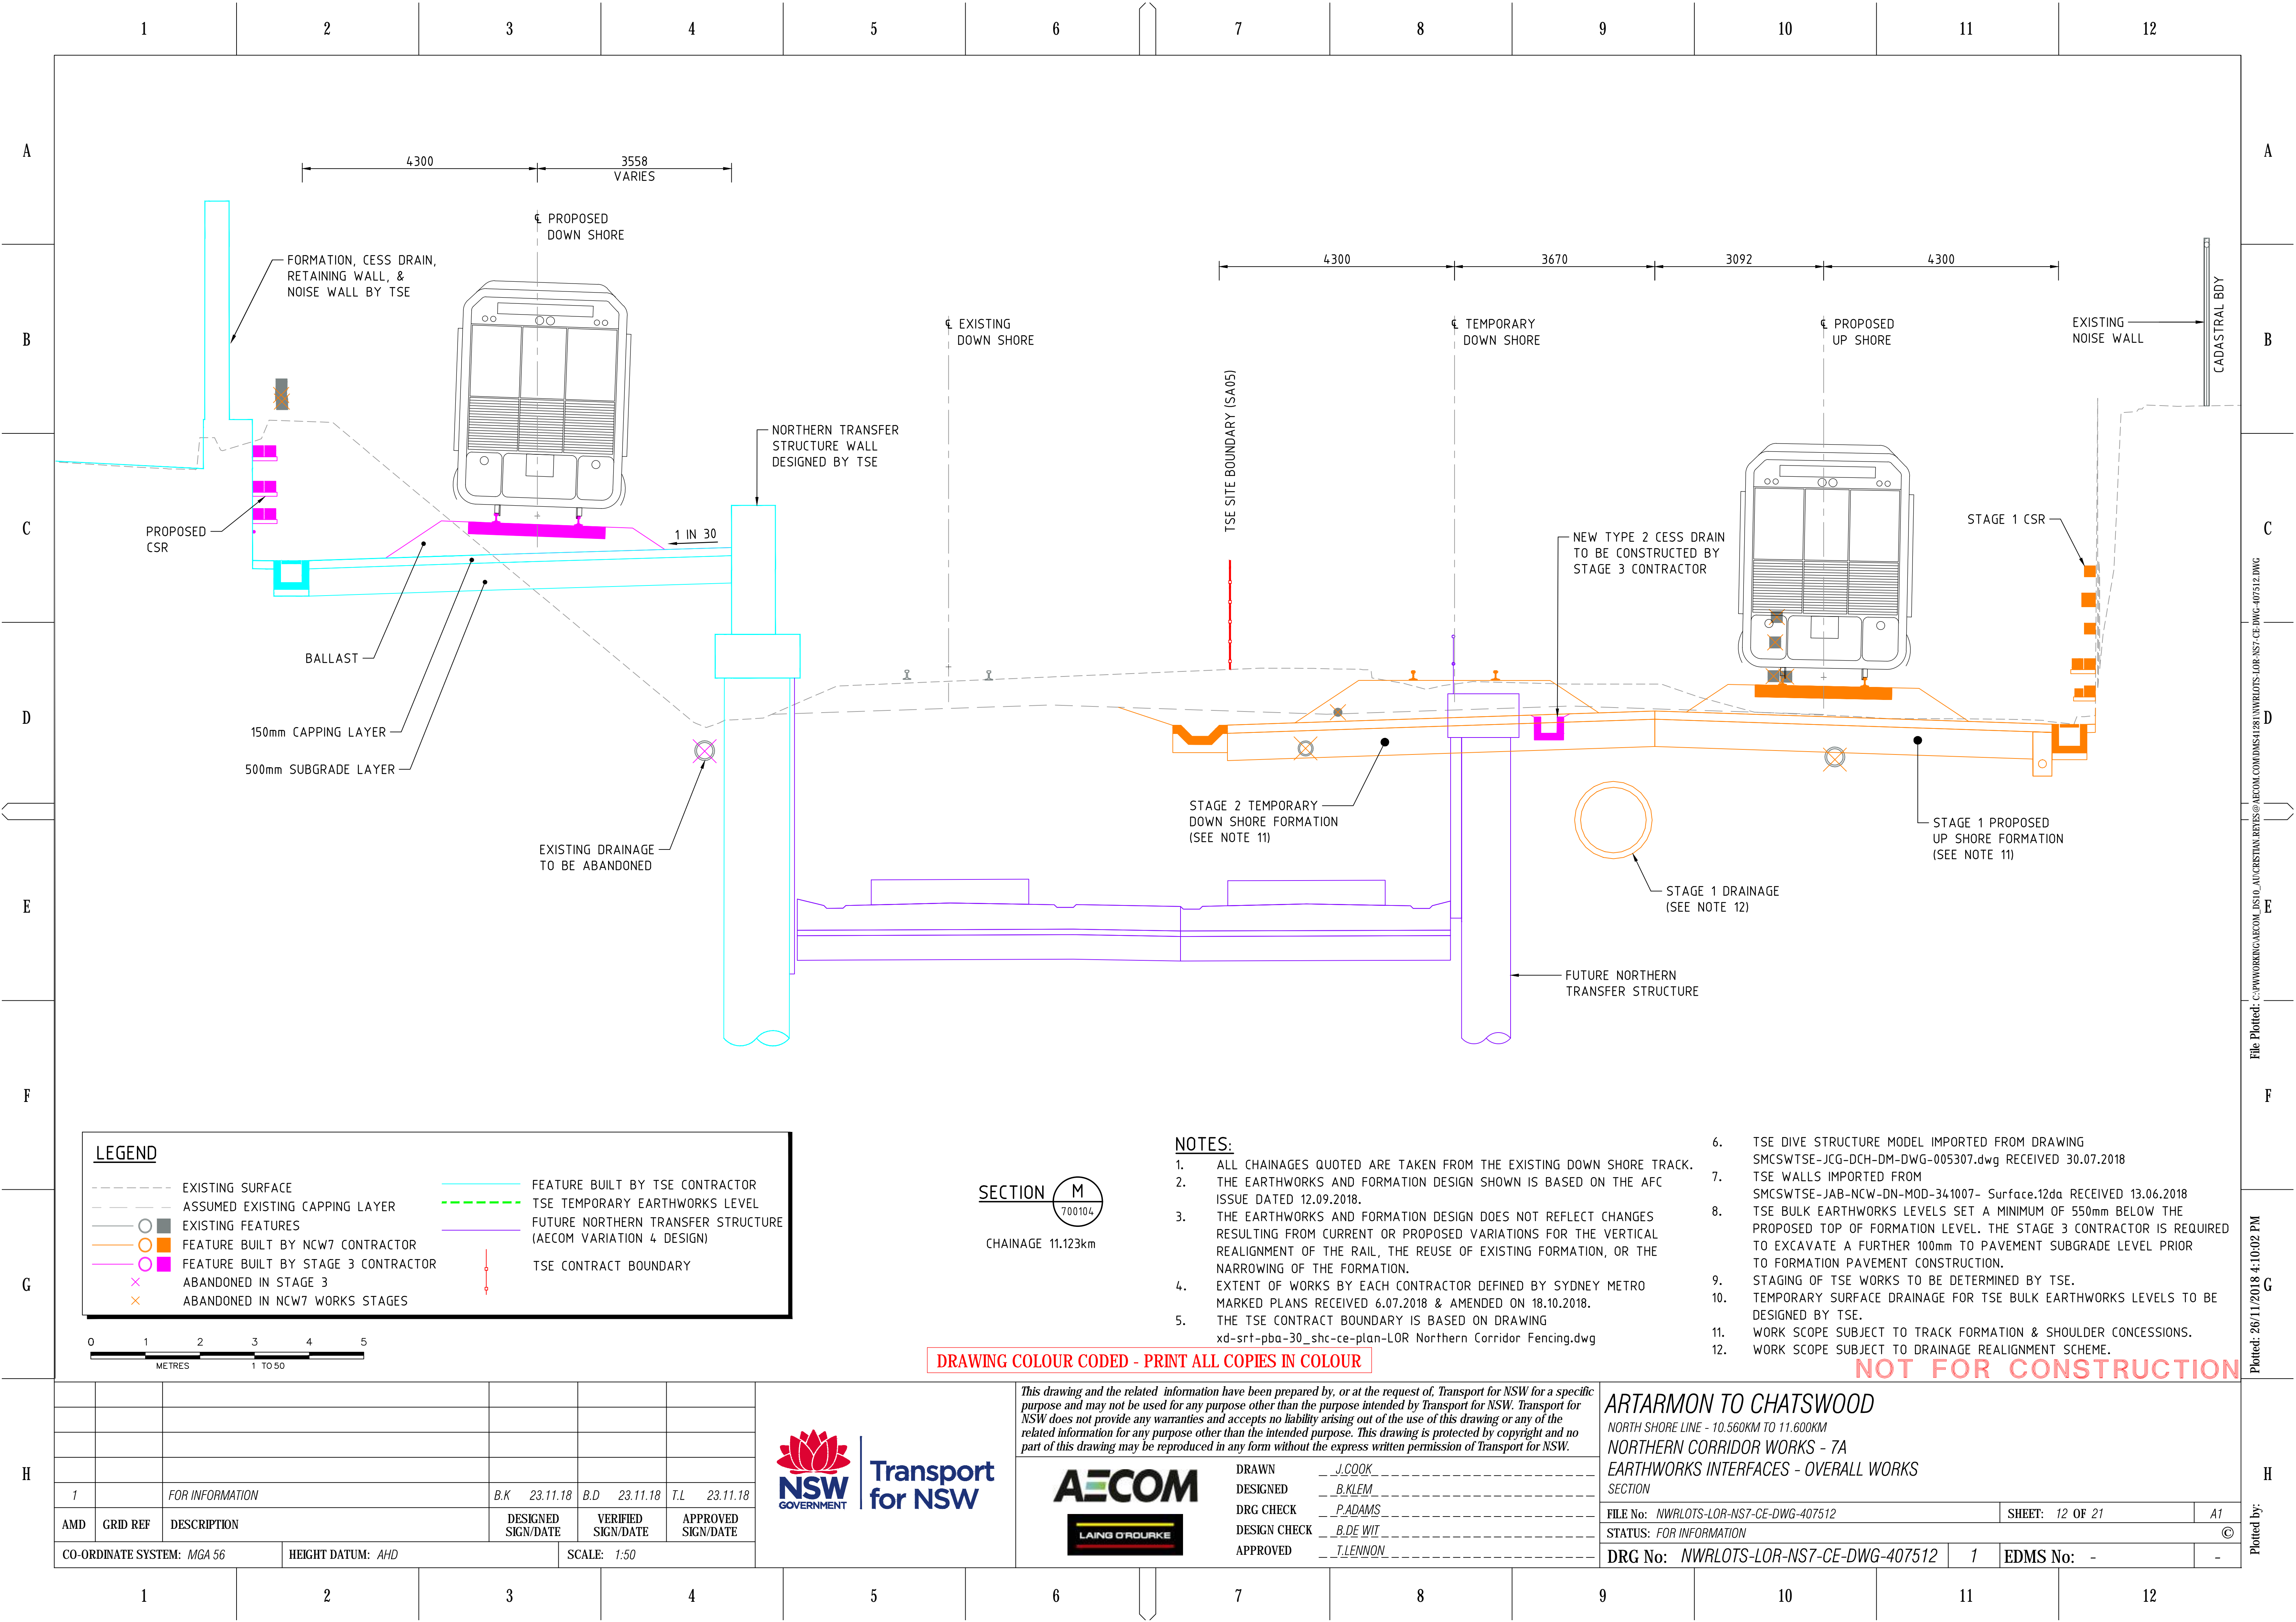 1 2 3 4 5 6 7 8 9 10 11 12
A
B
C
D
E
F
G
H
A
B
C
D
E
F
G
H
4300
3558
VARIES
℄ PROPOSED
DOWN SHORE
FORMATION, CESS DRAIN,
RETAINING WALL, &
NOISE WALL BY TSE
4300
3670
3092
4300
℄ EXISTING
DOWN SHORE
℄ TEMPORARY
DOWN SHORE
℄ PROPOSED
UP SHORE
EXISTING
NOISE WALL
CADASTRAL BDY
TSE SITE BOUNDARY (SA05)
NORTHERN TRANSFER
STRUCTURE WALL
DESIGNED BY TSE
PROPOSED
CSR
1 IN 30
STAGE 1 CSR
NEW TYPE 2 CESS DRAIN
TO BE CONSTRUCTED BY
STAGE 3 CONTRACTOR
BALLAST
150mm CAPPING LAYER
500mm SUBGRADE LAYER
EXISTING DRAINAGE
TO BE ABANDONED
STAGE 2 TEMPORARY
DOWN SHORE FORMATION
(SEE NOTE 11)
STAGE 1 PROPOSED
UP SHORE FORMATION
(SEE NOTE 11)
STAGE 1 DRAINAGE
(SEE NOTE 12)
FUTURE NORTHERN
TRANSFER STRUCTURE
LEGEND
EXISTING SURFACE
ASSUMED EXISTING CAPPING LAYER
EXISTING FEATURES
FEATURE BUILT BY NCW7 CONTRACTOR
FEATURE BUILT BY STAGE 3 CONTRACTOR
ABANDONED IN STAGE 3
ABANDONED IN NCW7 WORKS STAGES
FEATURE BUILT BY TSE CONTRACTOR
TSE TEMPORARY EARTHWORKS LEVEL
FUTURE NORTHERN TRANSFER STRUCTURE
(AECOM VARIATION 4 DESIGN)
TSE CONTRACT BOUNDARY
0 1 2 3 4 5
METRES 1 TO 50
SECTION M
700104
CHAINAGE 11.123km
NOTES:
1. ALL CHAINAGES QUOTED ARE TAKEN FROM THE EXISTING DOWN SHORE TRACK.
2. THE EARTHWORKS AND FORMATION DESIGN SHOWN IS BASED ON THE AFC
ISSUE DATED 12.09.2018.
3. THE EARTHWORKS AND FORMATION DESIGN DOES NOT REFLECT CHANGES
RESULTING FROM CURRENT OR PROPOSED VARIATIONS FOR THE VERTICAL
REALIGNMENT OF THE RAIL, THE REUSE OF EXISTING FORMATION, OR THE
NARROWING OF THE FORMATION.
4. EXTENT OF WORKS BY EACH CONTRACTOR DEFINED BY SYDNEY METRO
MARKED PLANS RECEIVED 6.07.2018 & AMENDED ON 18.10.2018.
5. THE TSE CONTRACT BOUNDARY IS BASED ON DRAWING
xd-srt-pba-30_shc-ce-plan-LOR Northern Corridor Fencing.dwg
6. TSE DIVE STRUCTURE MODEL IMPORTED FROM DRAWING
SMCSWTSE-JCG-DCH-DM-DWG-005307.dwg RECEIVED 30.07.2018
7. TSE WALLS IMPORTED FROM
SMCSWTSE-JAB-NCW-DN-MOD-341007- Surface.12da RECEIVED 13.06.2018
8. TSE BULK EARTHWORKS LEVELS SET A MINIMUM OF 550mm BELOW THE
PROPOSED TOP OF FORMATION LEVEL. THE STAGE 3 CONTRACTOR IS REQUIRED
TO EXCAVATE A FURTHER 100mm TO PAVEMENT SUBGRADE LEVEL PRIOR
TO FORMATION PAVEMENT CONSTRUCTION.
9. STAGING OF TSE WORKS TO BE DETERMINED BY TSE.
10. TEMPORARY SURFACE DRAINAGE FOR TSE BULK EARTHWORKS LEVELS TO BE
DESIGNED BY TSE.
11. WORK SCOPE SUBJECT TO TRACK FORMATION & SHOULDER CONCESSIONS.
12. WORK SCOPE SUBJECT TO DRAINAGE REALIGNMENT SCHEME.
DRAWING COLOUR CODED - PRINT ALL COPIES IN COLOUR
NOT FOR CONSTRUCTION
File Plotted: C:\PWWORKING\AECOM_DS10_AU\CRISTIAN.REYES@AECOM.COM\DMS41281\NWRLOTS-LOR-NS7-CE-DWG-407512.DWG
Plotted: 26/11/2018 4:10:02 PM
Plotted by:
1 FOR INFORMATION B.K 23.11.18 B.D 23.11.18 T.L 23.11.18
AMD GRID REF DESCRIPTION
DESIGNED SIGN/DATE
VERIFIED SIGN/DATE
APPROVED SIGN/DATE
CO-ORDINATE SYSTEM: MGA 56
HEIGHT DATUM: AHD
SCALE: 1:50
NSW
GOVERNMENT
Transport
for NSW
This drawing and the related information have been prepared by, or at the request of, Transport for NSW for a specific
purpose and may not be used for any purpose other than the purpose intended by Transport for NSW. Transport for
NSW does not provide any warranties and accepts no liability arising out of the use of this drawing or any of the
related information for any purpose other than the intended purpose. This drawing is protected by copyright and no
part of this drawing may be reproduced in any form without the express written permission of Transport for NSW.
AECOM
LAING O'ROURKE
DRAWN J.COOK
DESIGNED B.KLEM
DRG CHECK P.ADAMS
DESIGN CHECK B.DE WIT
APPROVED T.LENNON
ARTARMON TO CHATSWOOD
NORTH SHORE LINE - 10.560KM TO 11.600KM
NORTHERN CORRIDOR WORKS - 7A
EARTHWORKS INTERFACES - OVERALL WORKS
SECTION
FILE No: NWRLOTS-LOR-NS7-CE-DWG-407512
SHEET: 12 OF 21 A1
STATUS: FOR INFORMATION ©
DRG No: NWRLOTS-LOR-NS7-CE-DWG-407512 1
EDMS No: - -
1 2 3 4 5 6 7 8 9 10 11 12